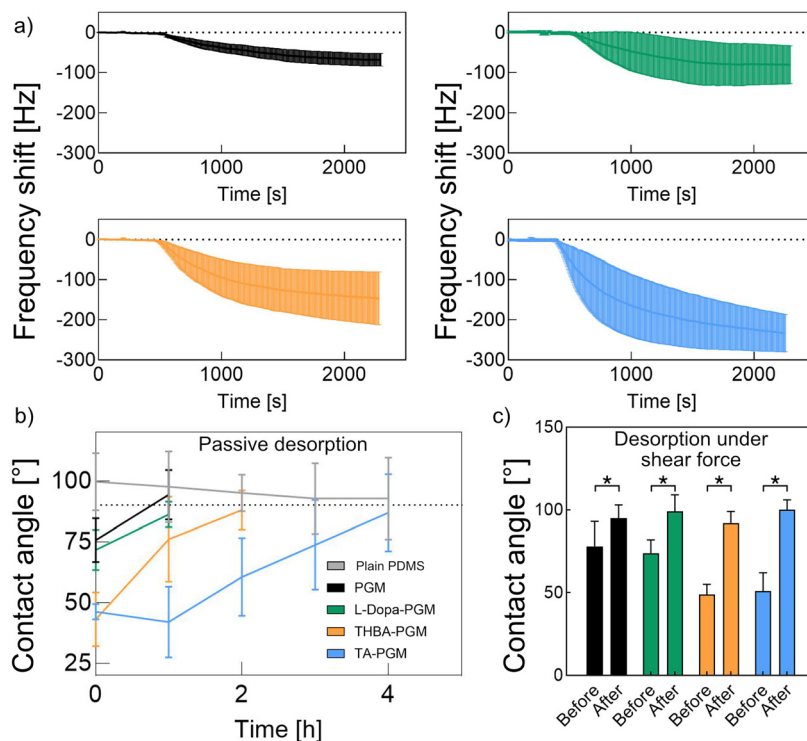 a)
Frequency shift [Hz]
0
-100
-200
-300
0
1000
2000
Time [s]
Frequency shift [Hz]
0
-100
-200
-300
0
1000
2000
Time [s]
0
-100
-200
-300
0
1000
2000
Time [s]
0
-100
-200
-300
0
1000
2000
Time [s]
b)
Passive desorption
Contact angle [°]
100
75
50
25
0
2
4
Time [h]
Plain PDMS
PGM
L-Dopa-PGM
THBA-PGM
TA-PGM
c)
Desorption under
shear force
Contact angle [°]
150
100
50
0
* * * *
Before After Before After Before After Before After